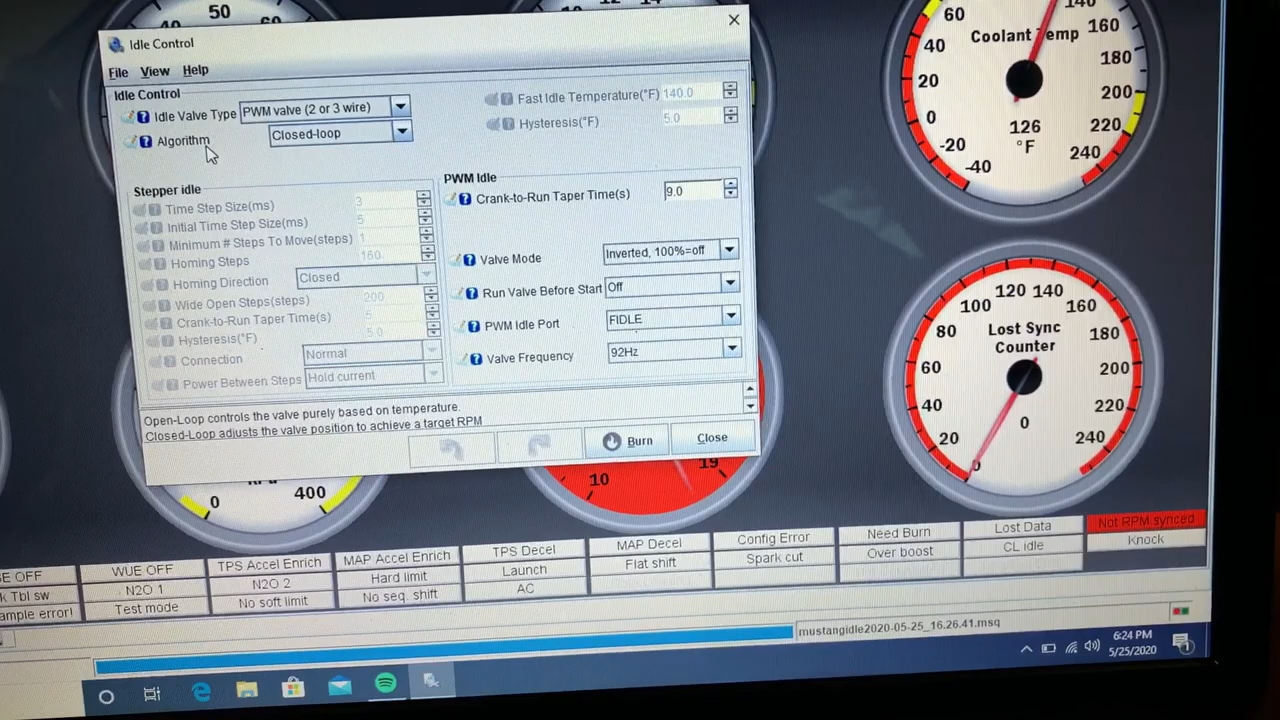 50
40
60
Idle Control
File View Help
Idle Control
Idle Valve Type PWM valve (2 or 3 wire)
Algorithm Closed-loop
Fast Idle Temperature(°F) 140.0
Hysteresis(°F) 5.0
Stepper idle
Time Step Size(ms) 3
Initial Time Step Size(ms) 5
Minimum # Steps To Move(steps) 1
Homing Steps 160
Homing Direction Closed
Wide Open Steps(steps) 200
Crank-to-Run Taper Time(s) 5
Hysteresis(°F) 5.0
Connection Normal
Power Between Steps Hold current
PWM Idle
Crank-to-Run Taper Time(s) 9.0
Valve Mode Inverted, 100%=off
Run Valve Before Start Off
PWM Idle Port FIDLE
Valve Frequency 92Hz
Open-Loop controls the valve purely based on temperature.
Closed-Loop adjusts the valve position to achieve a target RPM
Burn Close
Coolant Temp
-40 -20 0 20 40 60 140 160 180 200 220 240
126
°F
Lost Sync
Counter
0 20 40 60 80 100 120 140 160 180 200 220 240
0
0 400
10 19
WUE OFF
N2O 1
Test mode
TPS Accel Enrich
N2O 2
No soft limit
MAP Accel Enrich
Hard limit
No seq. shift
TPS Decel
Launch
AC
MAP Decel
Flat shift
Config Error
Spark cut
Need Burn
Over boost
Lost Data
CL idle
Not RPM synced
Knock
mustangidle2020-05-25_16.26.41.msq
6:24 PM
5/25/2020